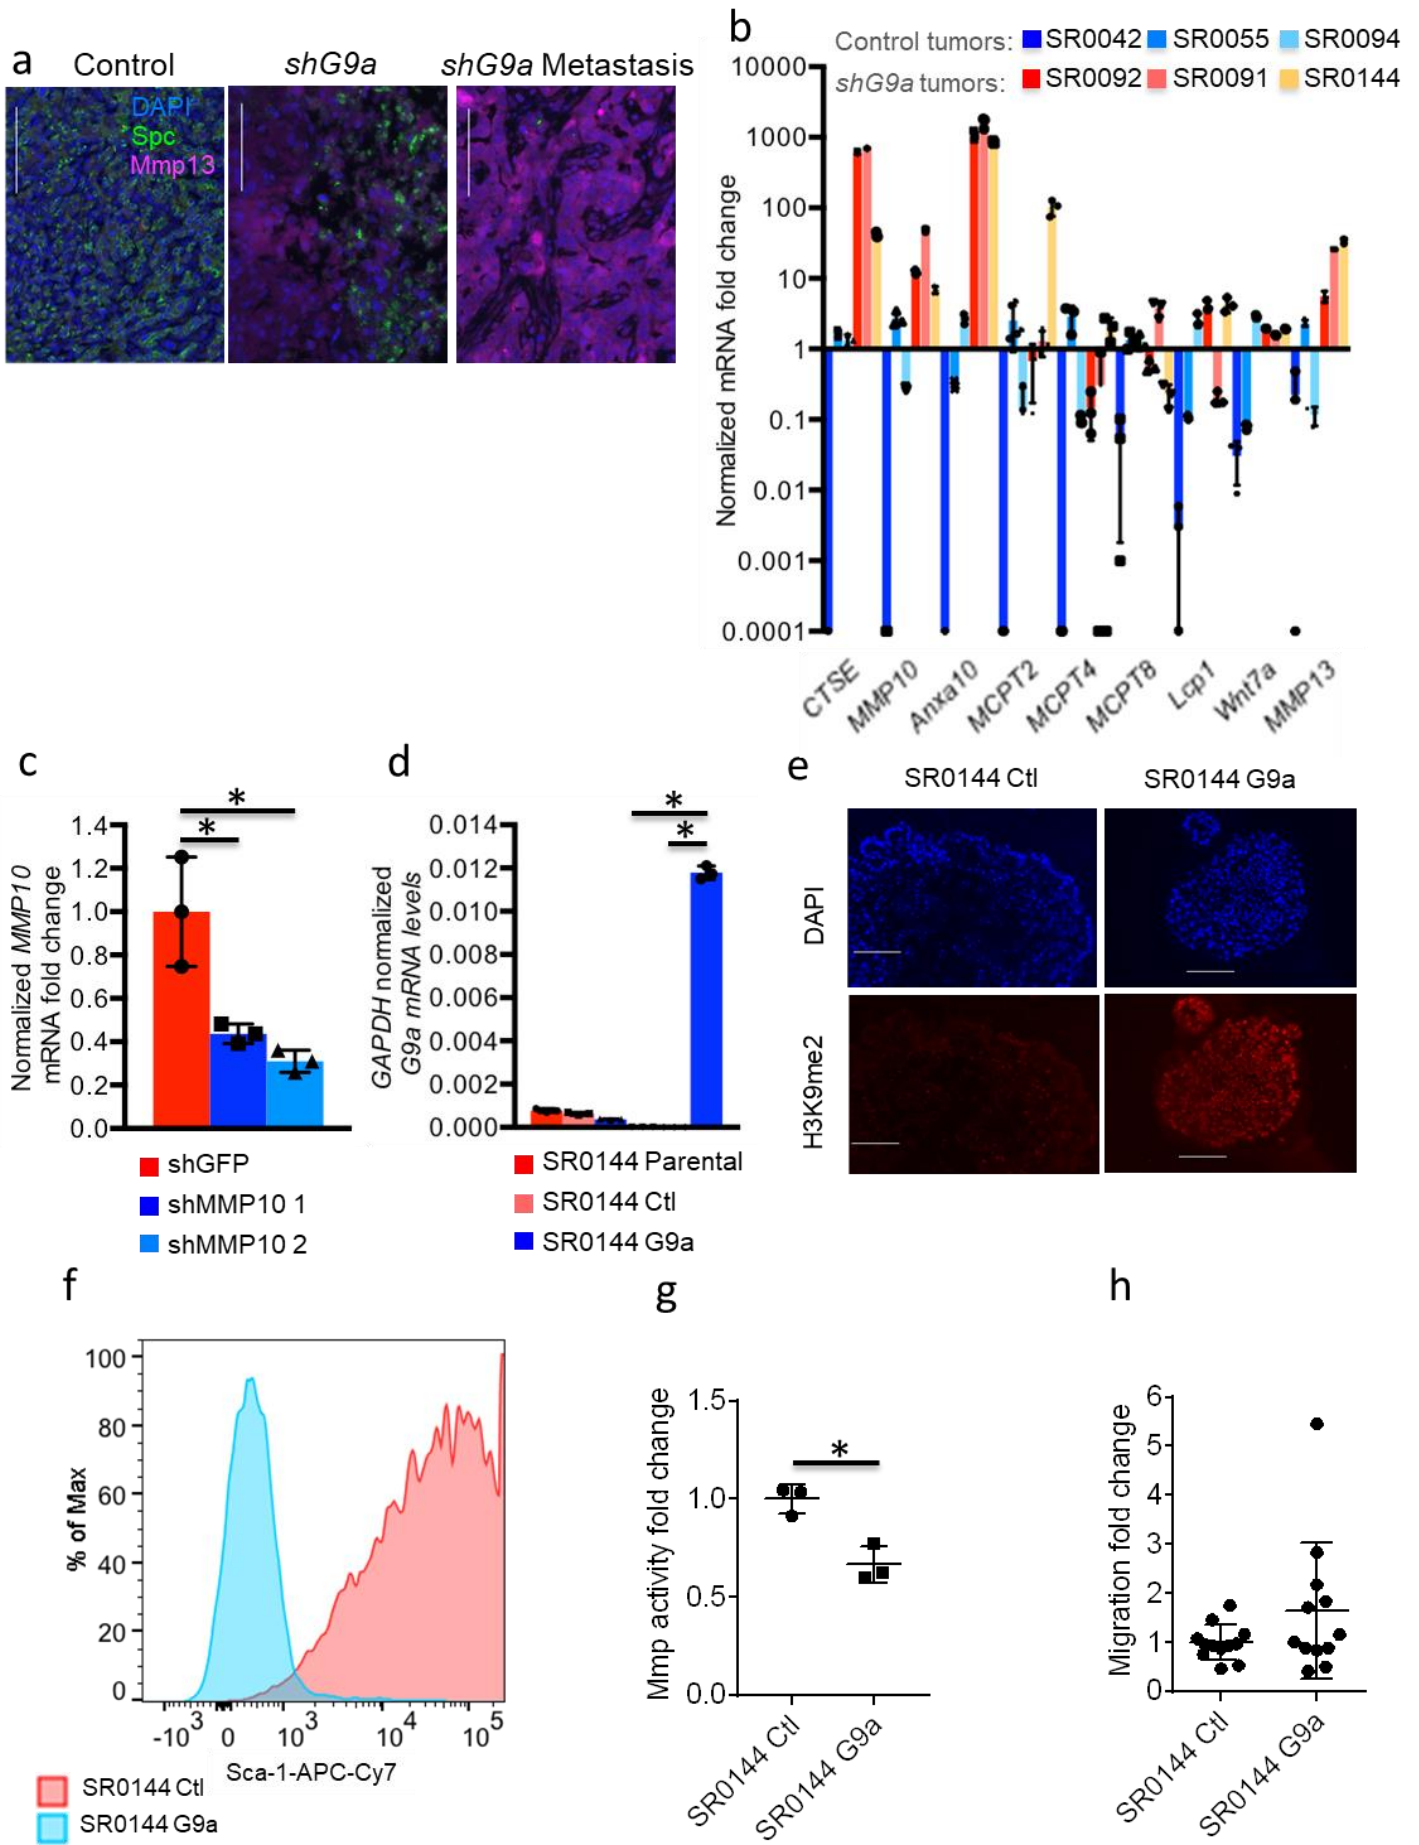 a
Control
shG9a
shG9a Metastasis
DAPI
Spc
Mmp13
b
Control tumors: SR0042 SR0055 SR0094
shG9a tumors: SR0092 SR0091 SR0144
Normalized mRNA fold change
10000
1000
100
10
1
0.1
0.01
0.001
0.0001
CTSE
MMP10
Anxa10
MCPT2
MCPT4
MCPT8
Lcp1
Wnt7a
MMP13
c
Normalized MMP10
mRNA fold change
1.4
1.2
1.0
0.8
0.6
0.4
0.2
0.0
*
*
shGFP
shMMP10 1
shMMP10 2
d
GAPDH normalized
G9a mRNA levels
0.014
0.012
0.010
0.008
0.006
0.004
0.002
0.000
*
*
SR0144 Parental
SR0144 Ctl
SR0144 G9a
e
SR0144 Ctl
SR0144 G9a
DAPI
H3K9me2
f
% of Max
100
80
60
40
20
0
-10³ 0 10³ 10⁴ 10⁵
Sca-1-APC-Cy7
SR0144 Ctl
SR0144 G9a
g
Mmp activity fold change
1.5
1.0
0.5
0.0
*
SR0144 Ctl
SR0144 G9a
h
Migration fold change
6
5
4
3
2
1
0
SR0144 Ctl
SR0144 G9a